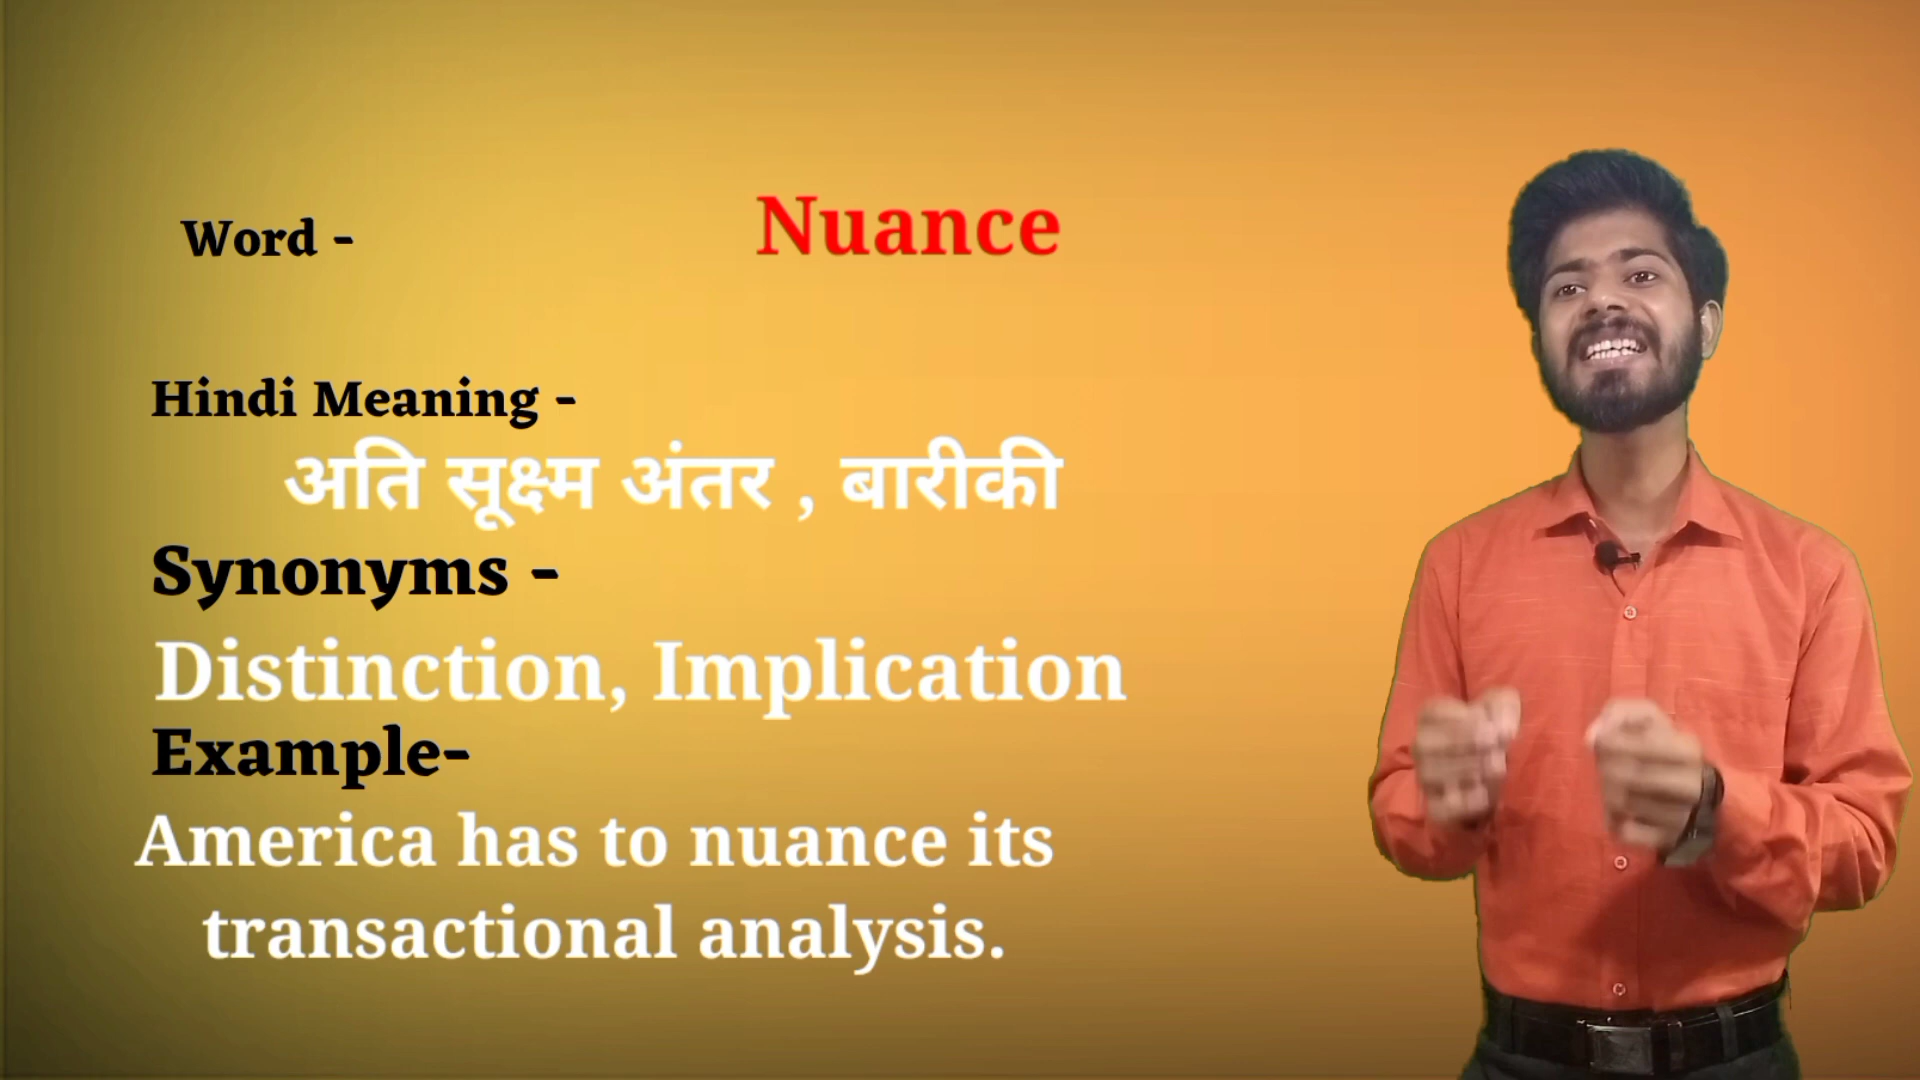 Word - Nuance
Hindi Meaning -
अति सूक्ष्म अंतर , बारीकी
Synonyms -
Distinction, Implication
Example-
America has to nuance its
transactional analysis.